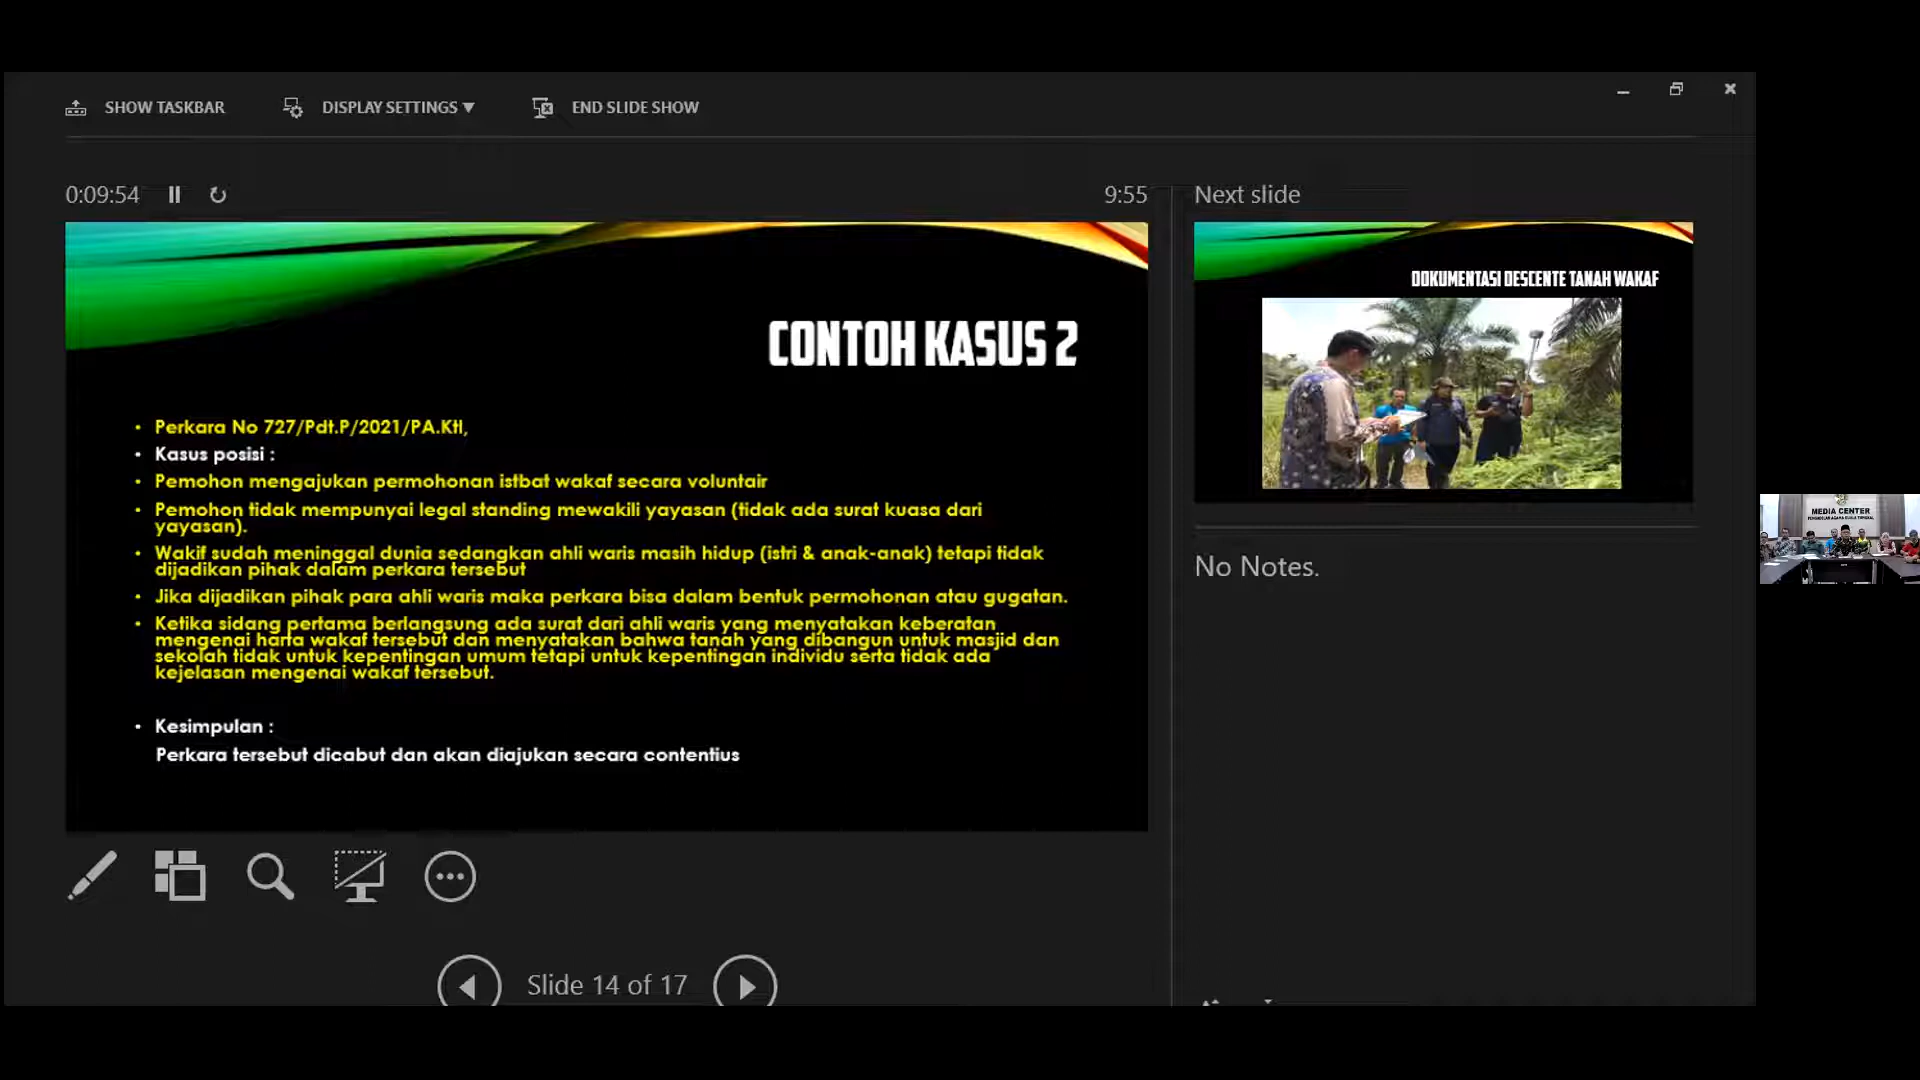 SHOW TASKBAR
DISPLAY SETTINGS ▼
END SLIDE SHOW
0:09:54
9:55
CONTOH KASUS 2
• Perkara No 727/Pdt.P/2021/PA.Ktl,
• Kasus posisi :
• Pemohon mengajukan permohonan istbat wakaf secara voluntair
• Pemohon tidak mempunyai legal standing mewakili yayasan (tidak ada surat kuasa dari
yayasan).
• Wakif sudah meninggal dunia sedangkan ahli waris masih hidup (istri & anak-anak) tetapi tidak
dijadikan pihak dalam perkara tersebut
• Jika dijadikan pihak para ahli waris maka perkara bisa dalam bentuk permohonan atau gugatan.
• Ketika sidang pertama berlangsung ada surat dari ahli waris yang menyatakan keberatan
mengenai harta wakaf tersebut dan menyatakan bahwa tanah yang dibangun untuk masjid dan
sekolah tidak untuk kepentingan umum tetapi untuk kepentingan individu serta tidak ada
kejelasan mengenai wakaf tersebut.
• Kesimpulan :
Perkara tersebut dicabut dan akan diajukan secara contentius
Slide 14 of 17
Next slide
DOKUMENTASI DESCENTE TANAH WAKAF
No Notes.
MEDIA CENTER
PENGADILAN AGAMA KUALA TUNGKAL